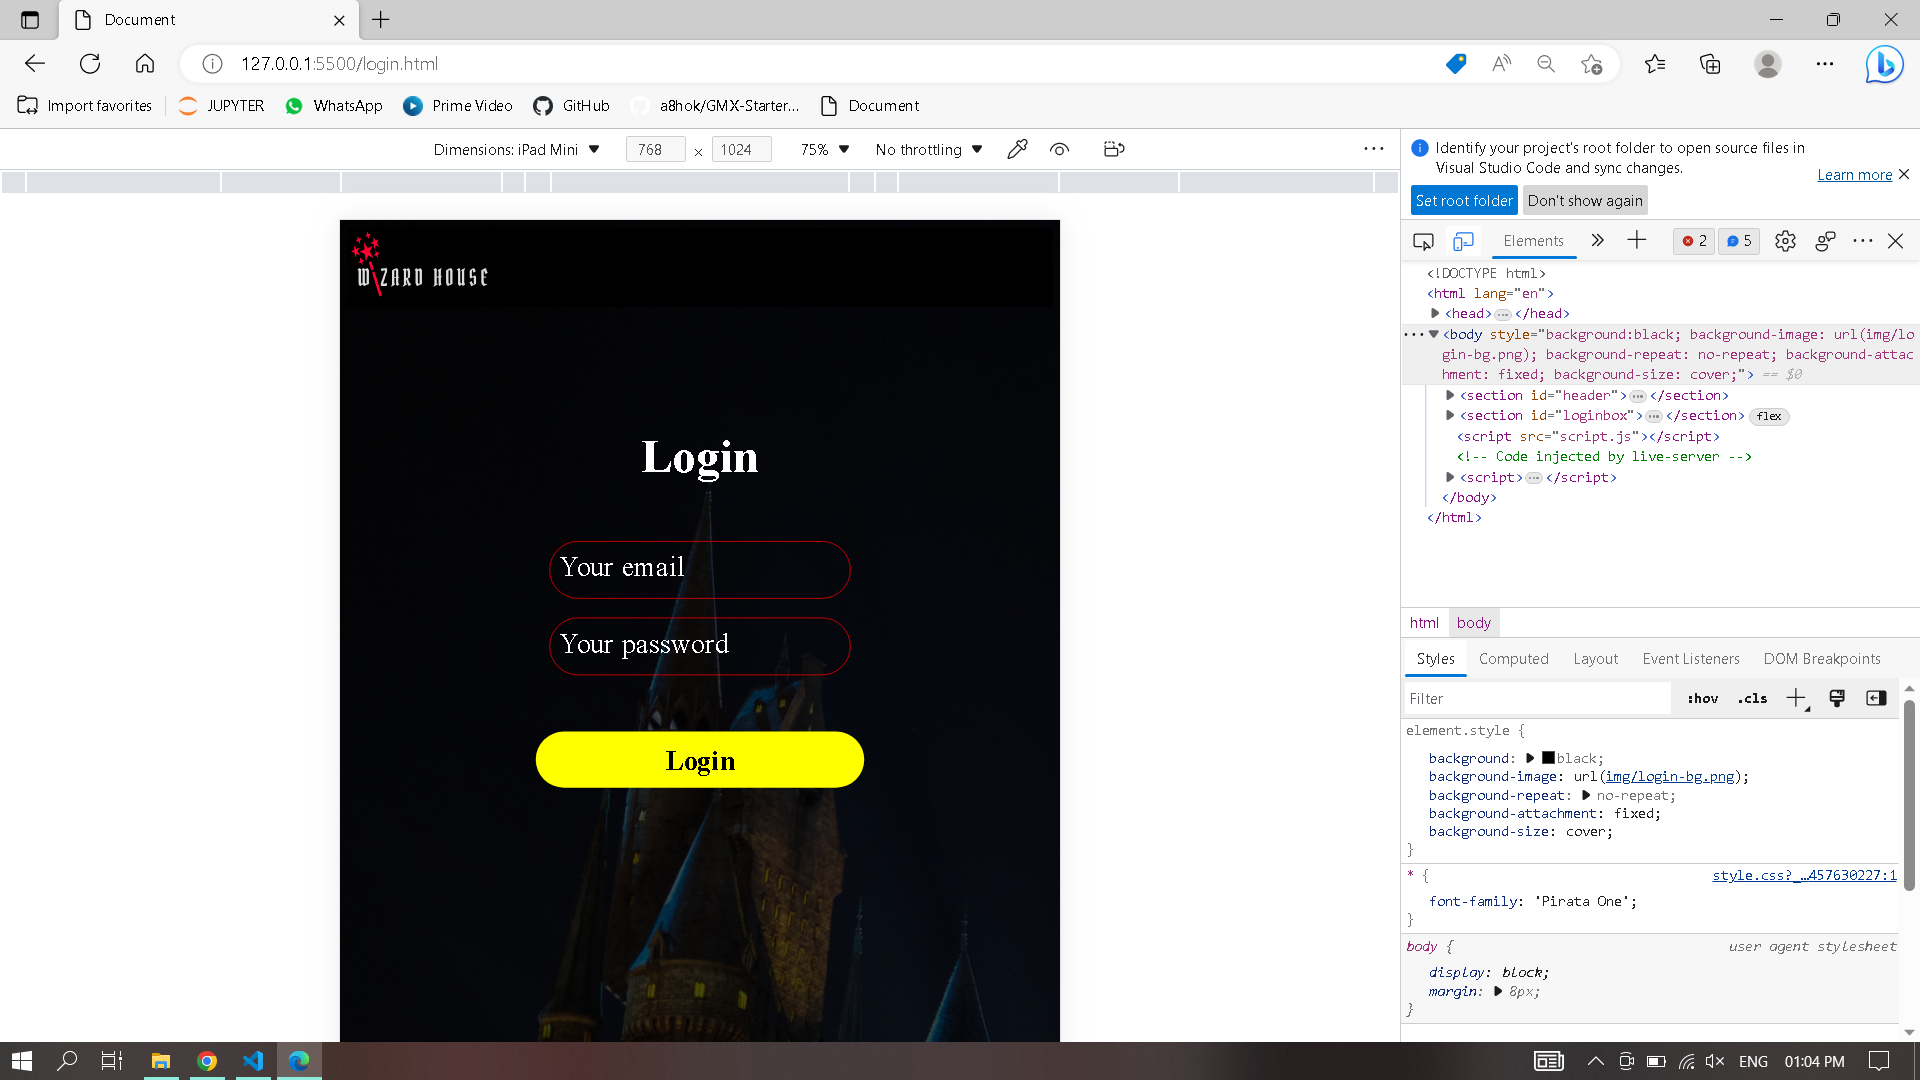 Document
127.0.0.1:5500/login.html
Import favorites
JUPYTER
WhatsApp
Prime Video
GitHub
a8hok/GMX-Starter...
Document
Dimensions: iPad Mini
768 x 1024
75%
No throttling
Identify your project's root folder to open source files in
Visual Studio Code and sync changes.
Learn more
Set root folder
Don't show again
Elements
2
5
<!DOCTYPE html>
<html lang="en">
<head> ... </head>
<body style="background:black; background-image: url(img/lo
gin-bg.png); background-repeat: no-repeat; background-attac
hment: fixed; background-size: cover;"> == $0
<section id="header"> ... </section>
<section id="loginbox"> ... </section> flex
<script src="script.js"></script>
<!-- Code injected by live-server -->
<script> ... </script>
</body>
</html>
html
body
Styles
Computed
Layout
Event Listeners
DOM Breakpoints
Filter
:hov
.cls
element.style {
background: black;
background-image: url(img/login-bg.png);
background-repeat: no-repeat;
background-attachment: fixed;
background-size: cover;
}
* {
style.css?_…457630227:1
font-family: 'Pirata One';
}
body {
user agent stylesheet
display: block;
margin: 8px;
}
WIZARD HOUSE
Login
Your email
Your password
Login
ENG
01:04 PM